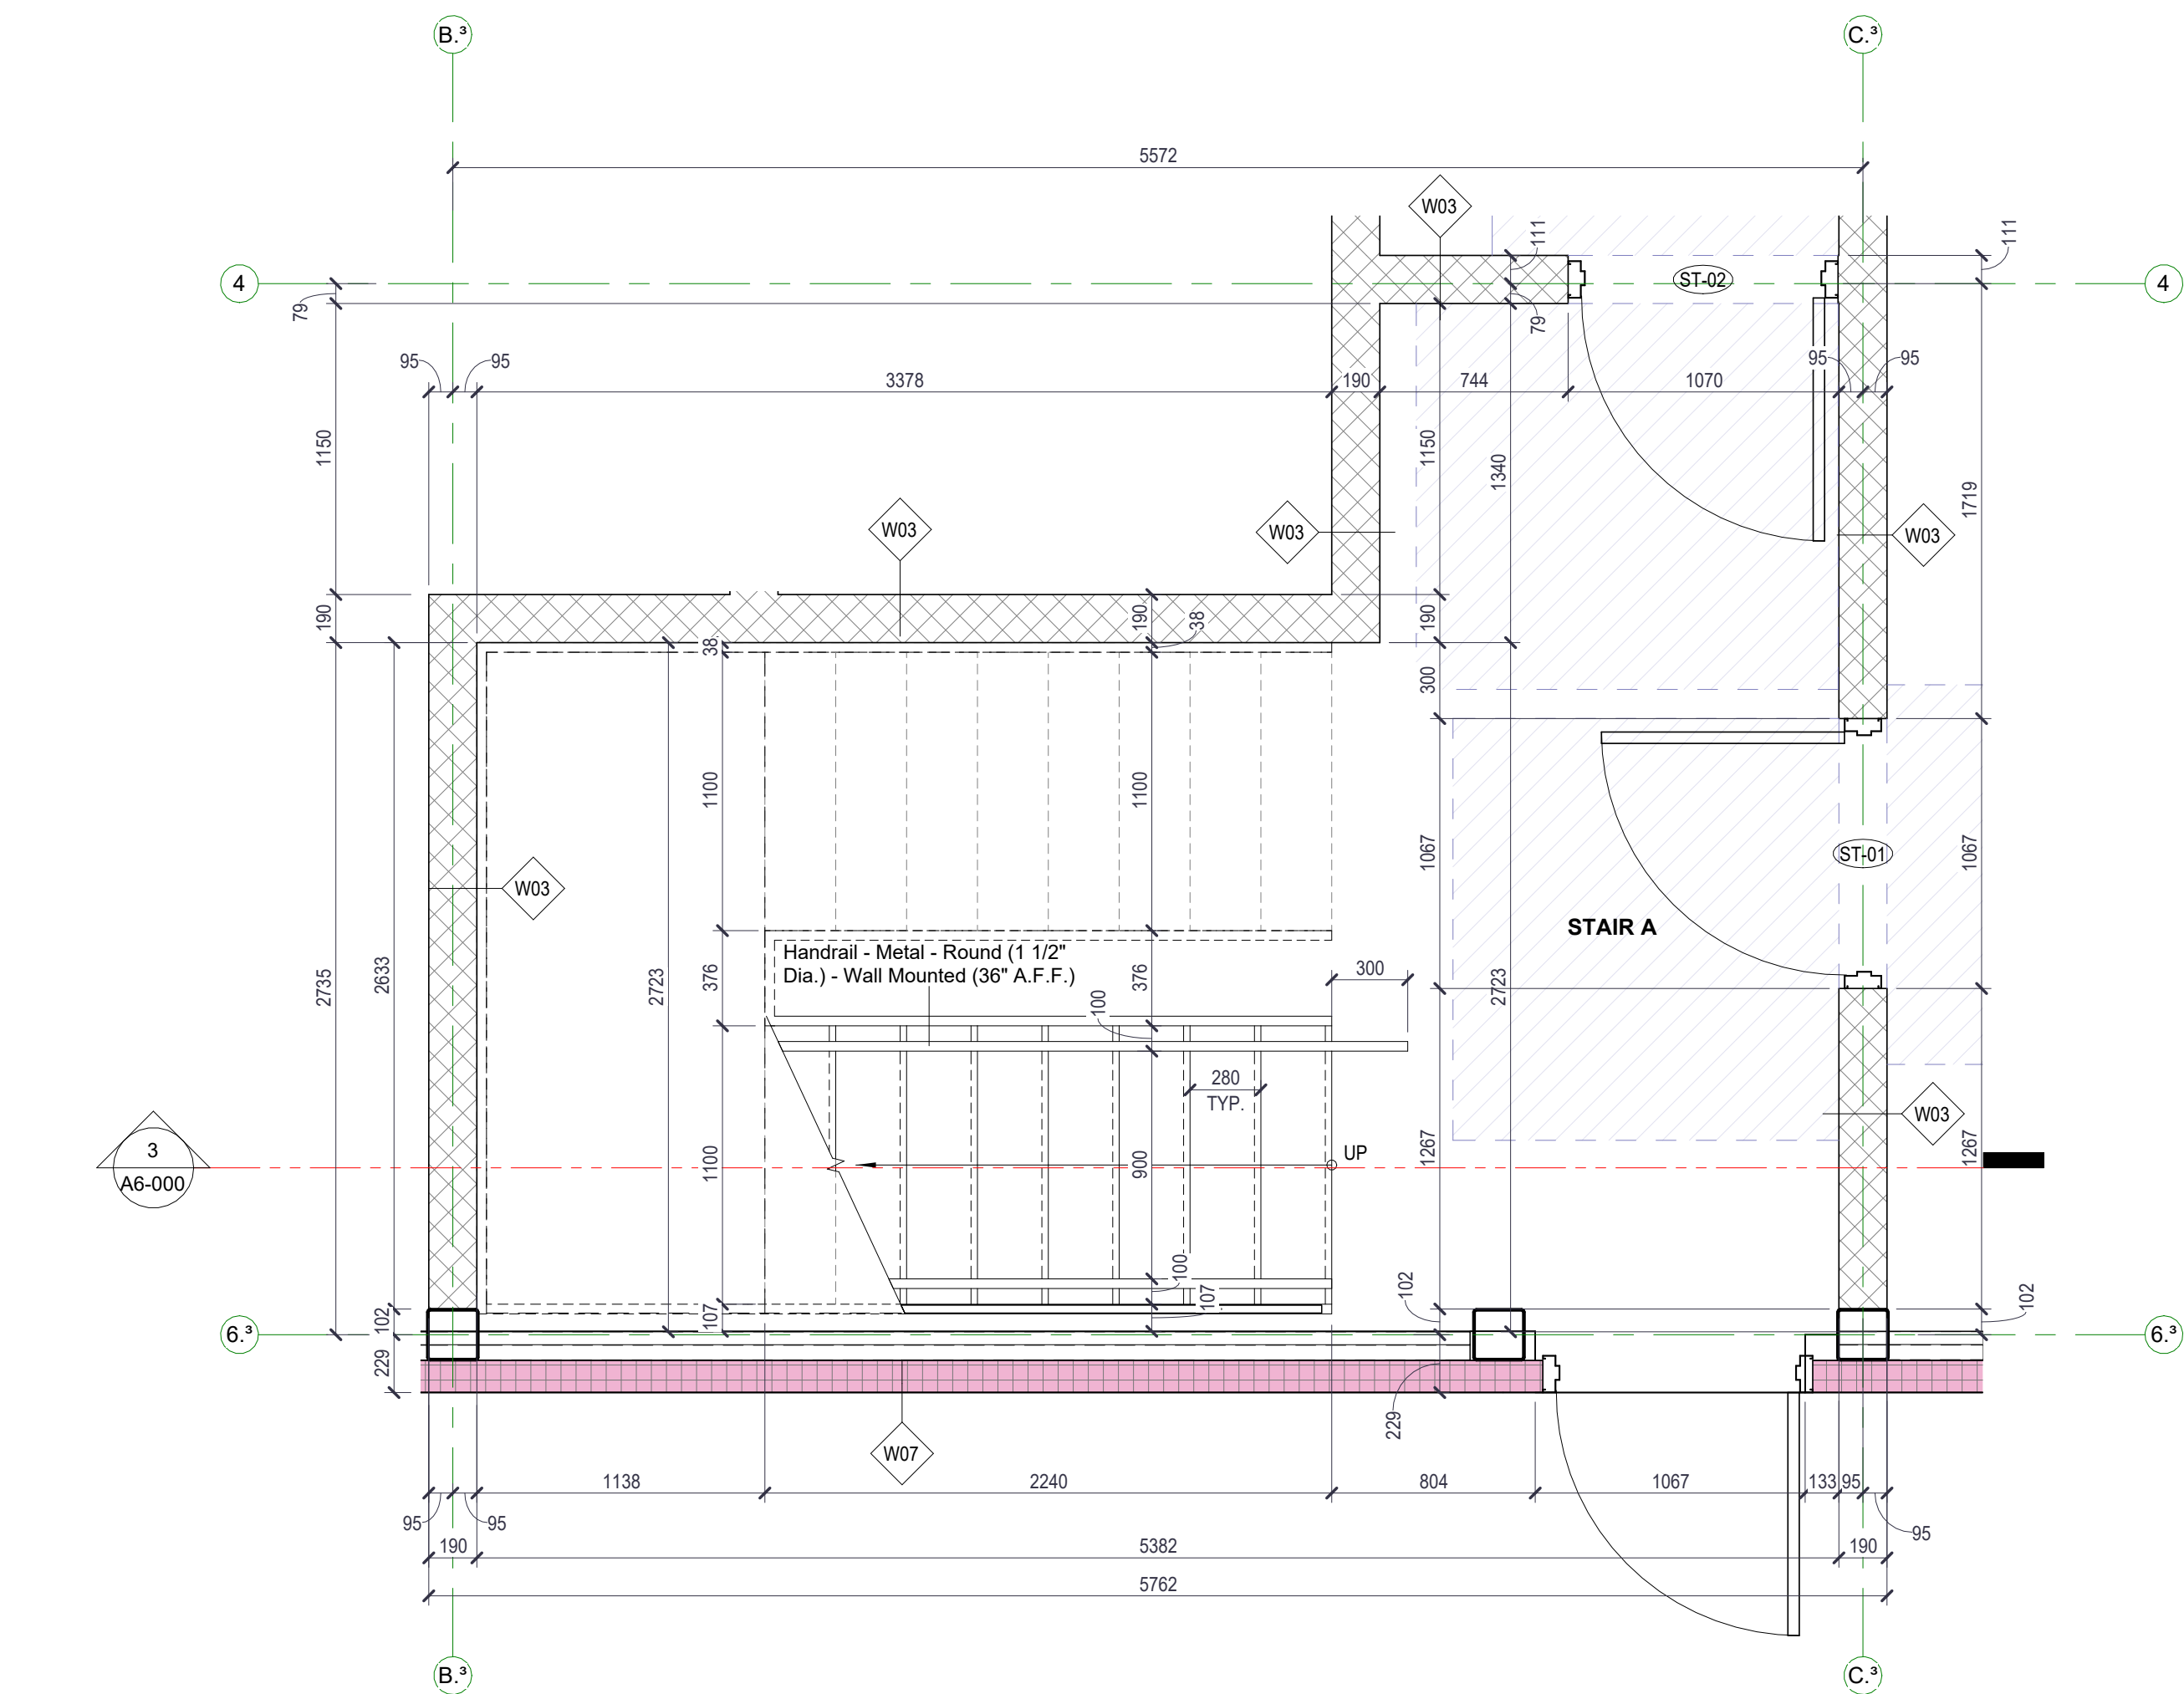 B.³ C.³
5572
W03
111 111
4 ST-02 4
79 79
95 95 3378 190 744 1070 95 95
1150 1150 1340 1719
W03 W03 W03
190 38 190 38 190
300
1100 1100
1067 1067
ST-01
W03
STAIR A
2735 2633 2723 376 376 2723
Handrail - Metal - Round (1 1/2"
Dia.) - Wall Mounted (36" A.F.F.)
300
100
280
TYP.
W03
3
A6-000
1100 900 UP 1267 1267
100
107 107
102 102 102
6.³ 6.³
229 229
W07
1138 2240 804 1067 133 95
95 95 95
190 5382 190
5762
B.³ C.³